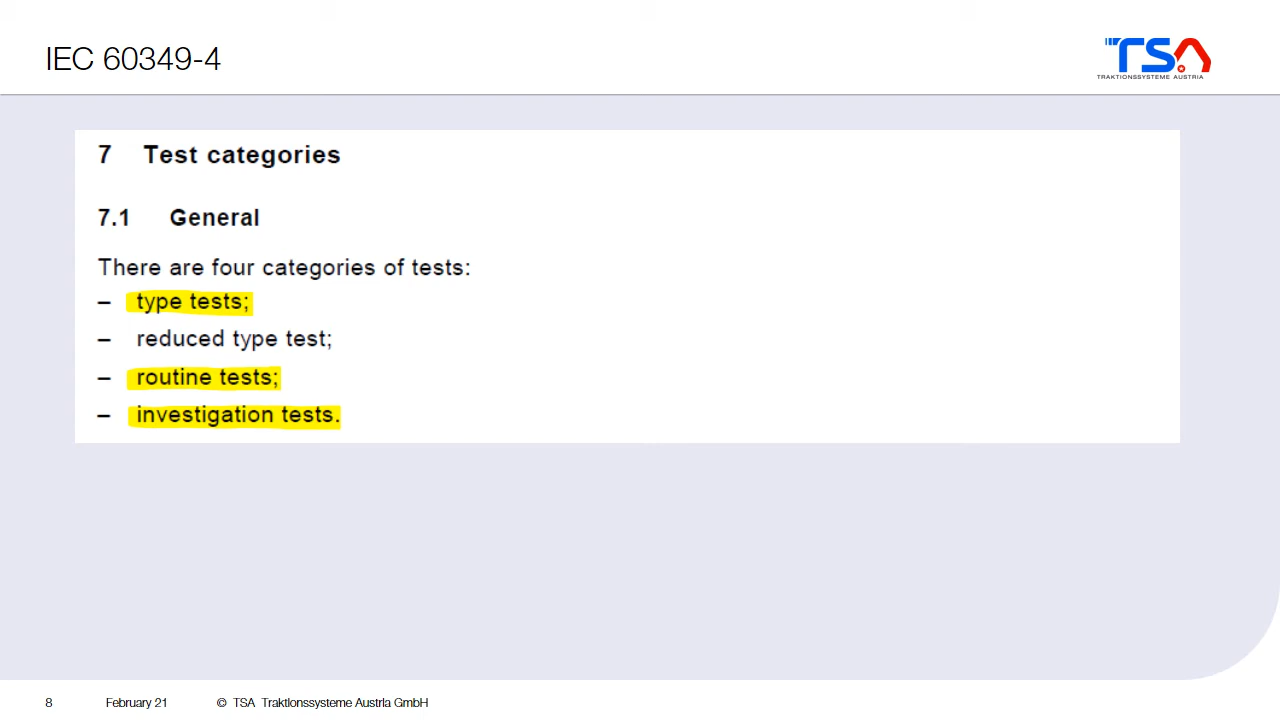 IEC 60349-4
TSA
TRAKTIONSSYSTEME AUSTRIA
7 Test categories
7.1 General
There are four categories of tests:
– type tests;
– reduced type test;
– routine tests;
– investigation tests.
8 February 21 © TSA Traktionssysteme Austria GmbH